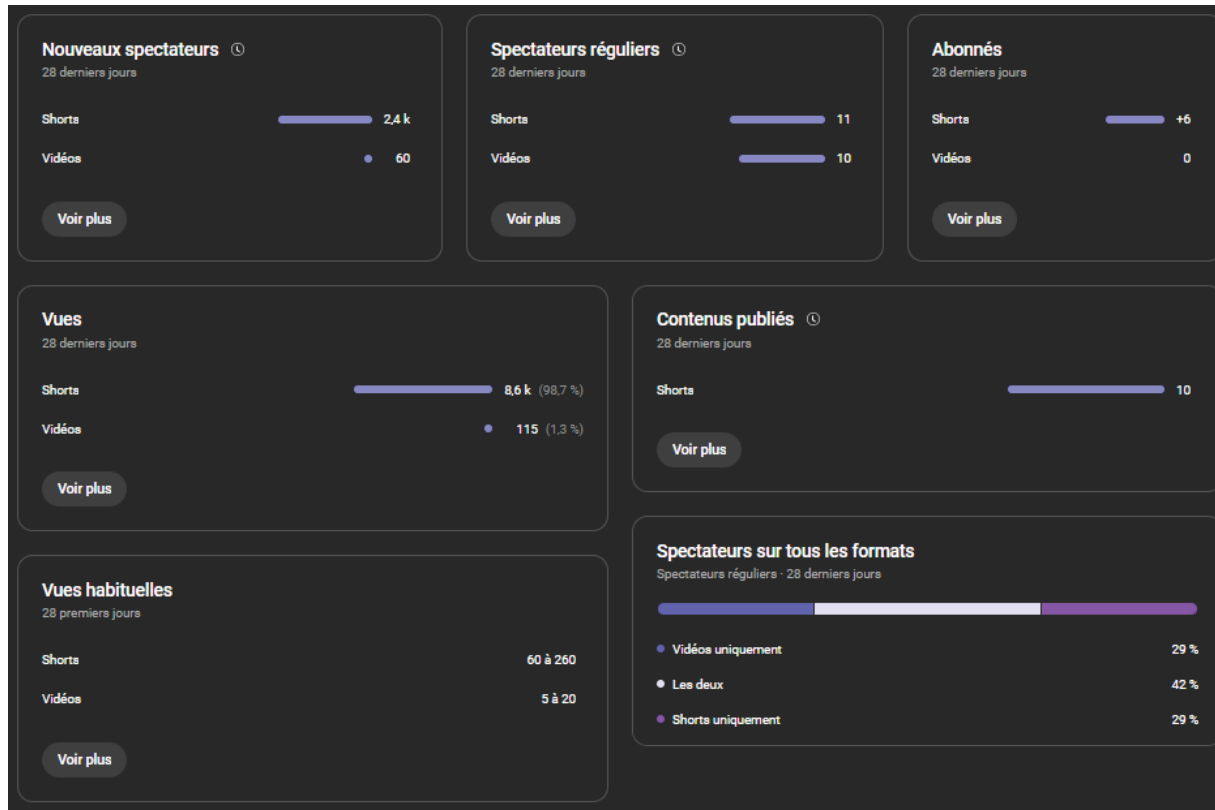 Nouveaux spectateurs
28 derniers jours
Shorts 2,4 k
Vidéos 60
Voir plus
Spectateurs réguliers
28 derniers jours
Shorts 11
Vidéos 10
Voir plus
Abonnés
28 derniers jours
Shorts +6
Vidéos 0
Voir plus
Vues
28 derniers jours
Shorts 8,6 k (98,7 %)
Vidéos 115 (1,3 %)
Voir plus
Contenus publiés
28 derniers jours
Shorts 10
Voir plus
Vues habituelles
28 premiers jours
Shorts 60 à 260
Vidéos 5 à 20
Voir plus
Spectateurs sur tous les formats
Spectateurs réguliers · 28 derniers jours
Vidéos uniquement 29 %
Les deux 42 %
Shorts uniquement 29 %